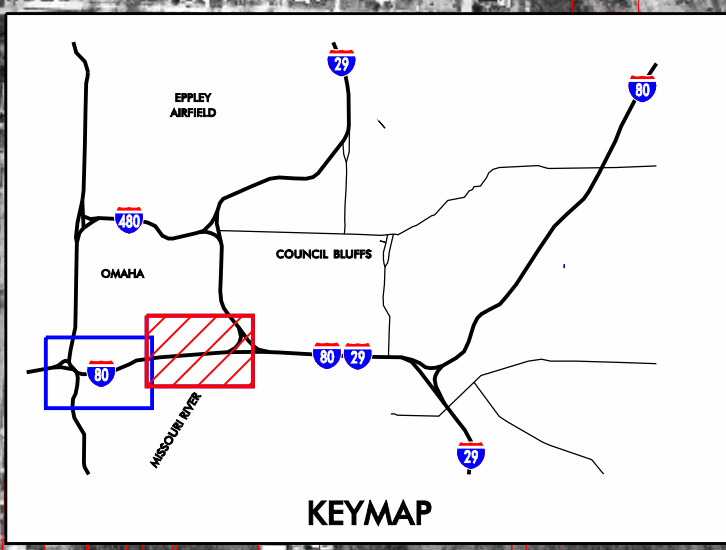 29
80
EPPLEY
AIRFIELD
480
COUNCIL BLUFFS
OMAHA
80
29
80
MISSOURI RIVER
29
KEYMAP